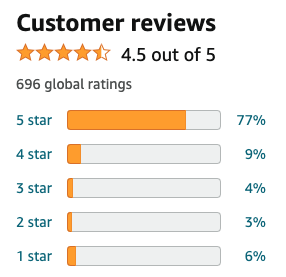 Customer reviews
4.5 out of 5
696 global ratings
5 star 77%
4 star 9%
3 star 4%
2 star 3%
1 star 6%